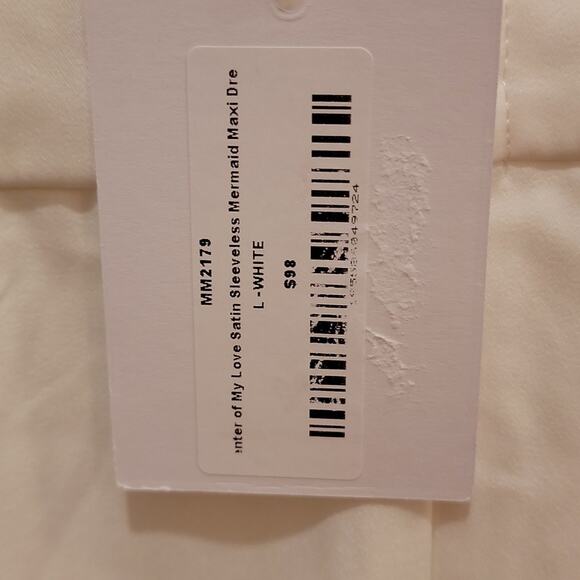 MM2179
enter of My Love Satin Sleeveless Mermaid Maxi Dre
L -WHITE
$98